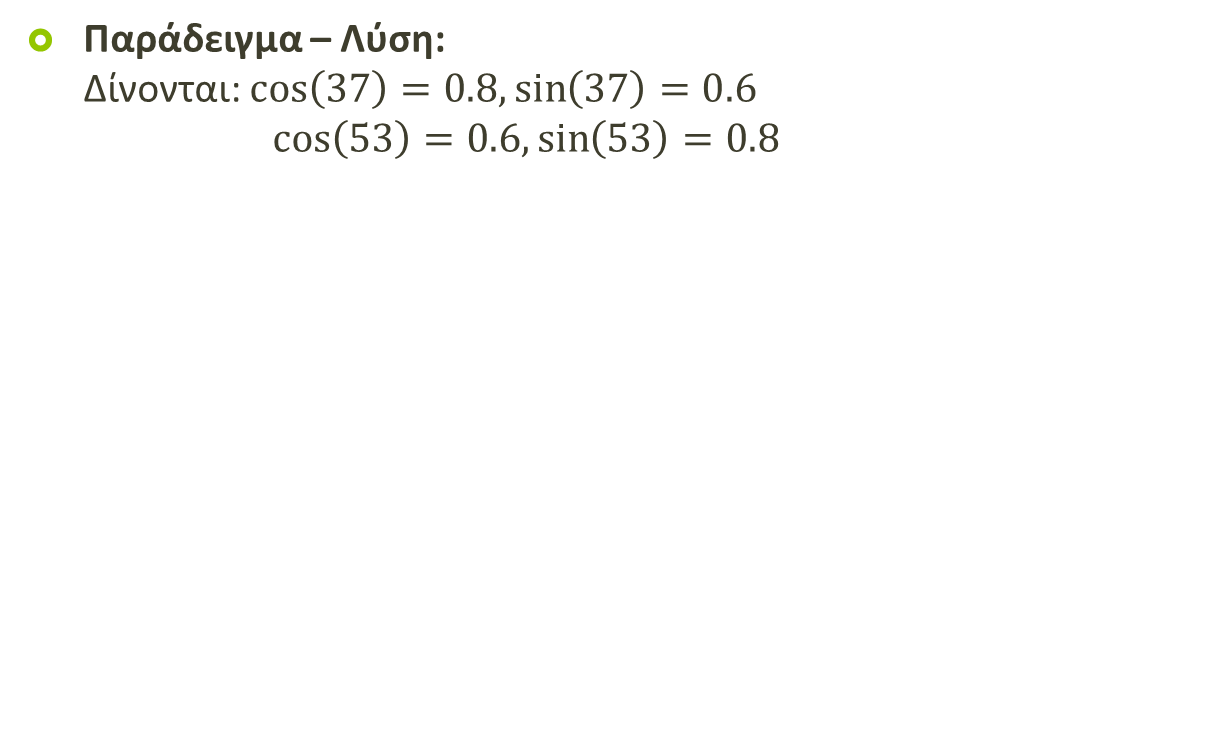 Παράδειγμα – Λύση:
Δίνονται: cos(37) = 0.8, sin(37) = 0.6
cos(53) = 0.6, sin(53) = 0.8